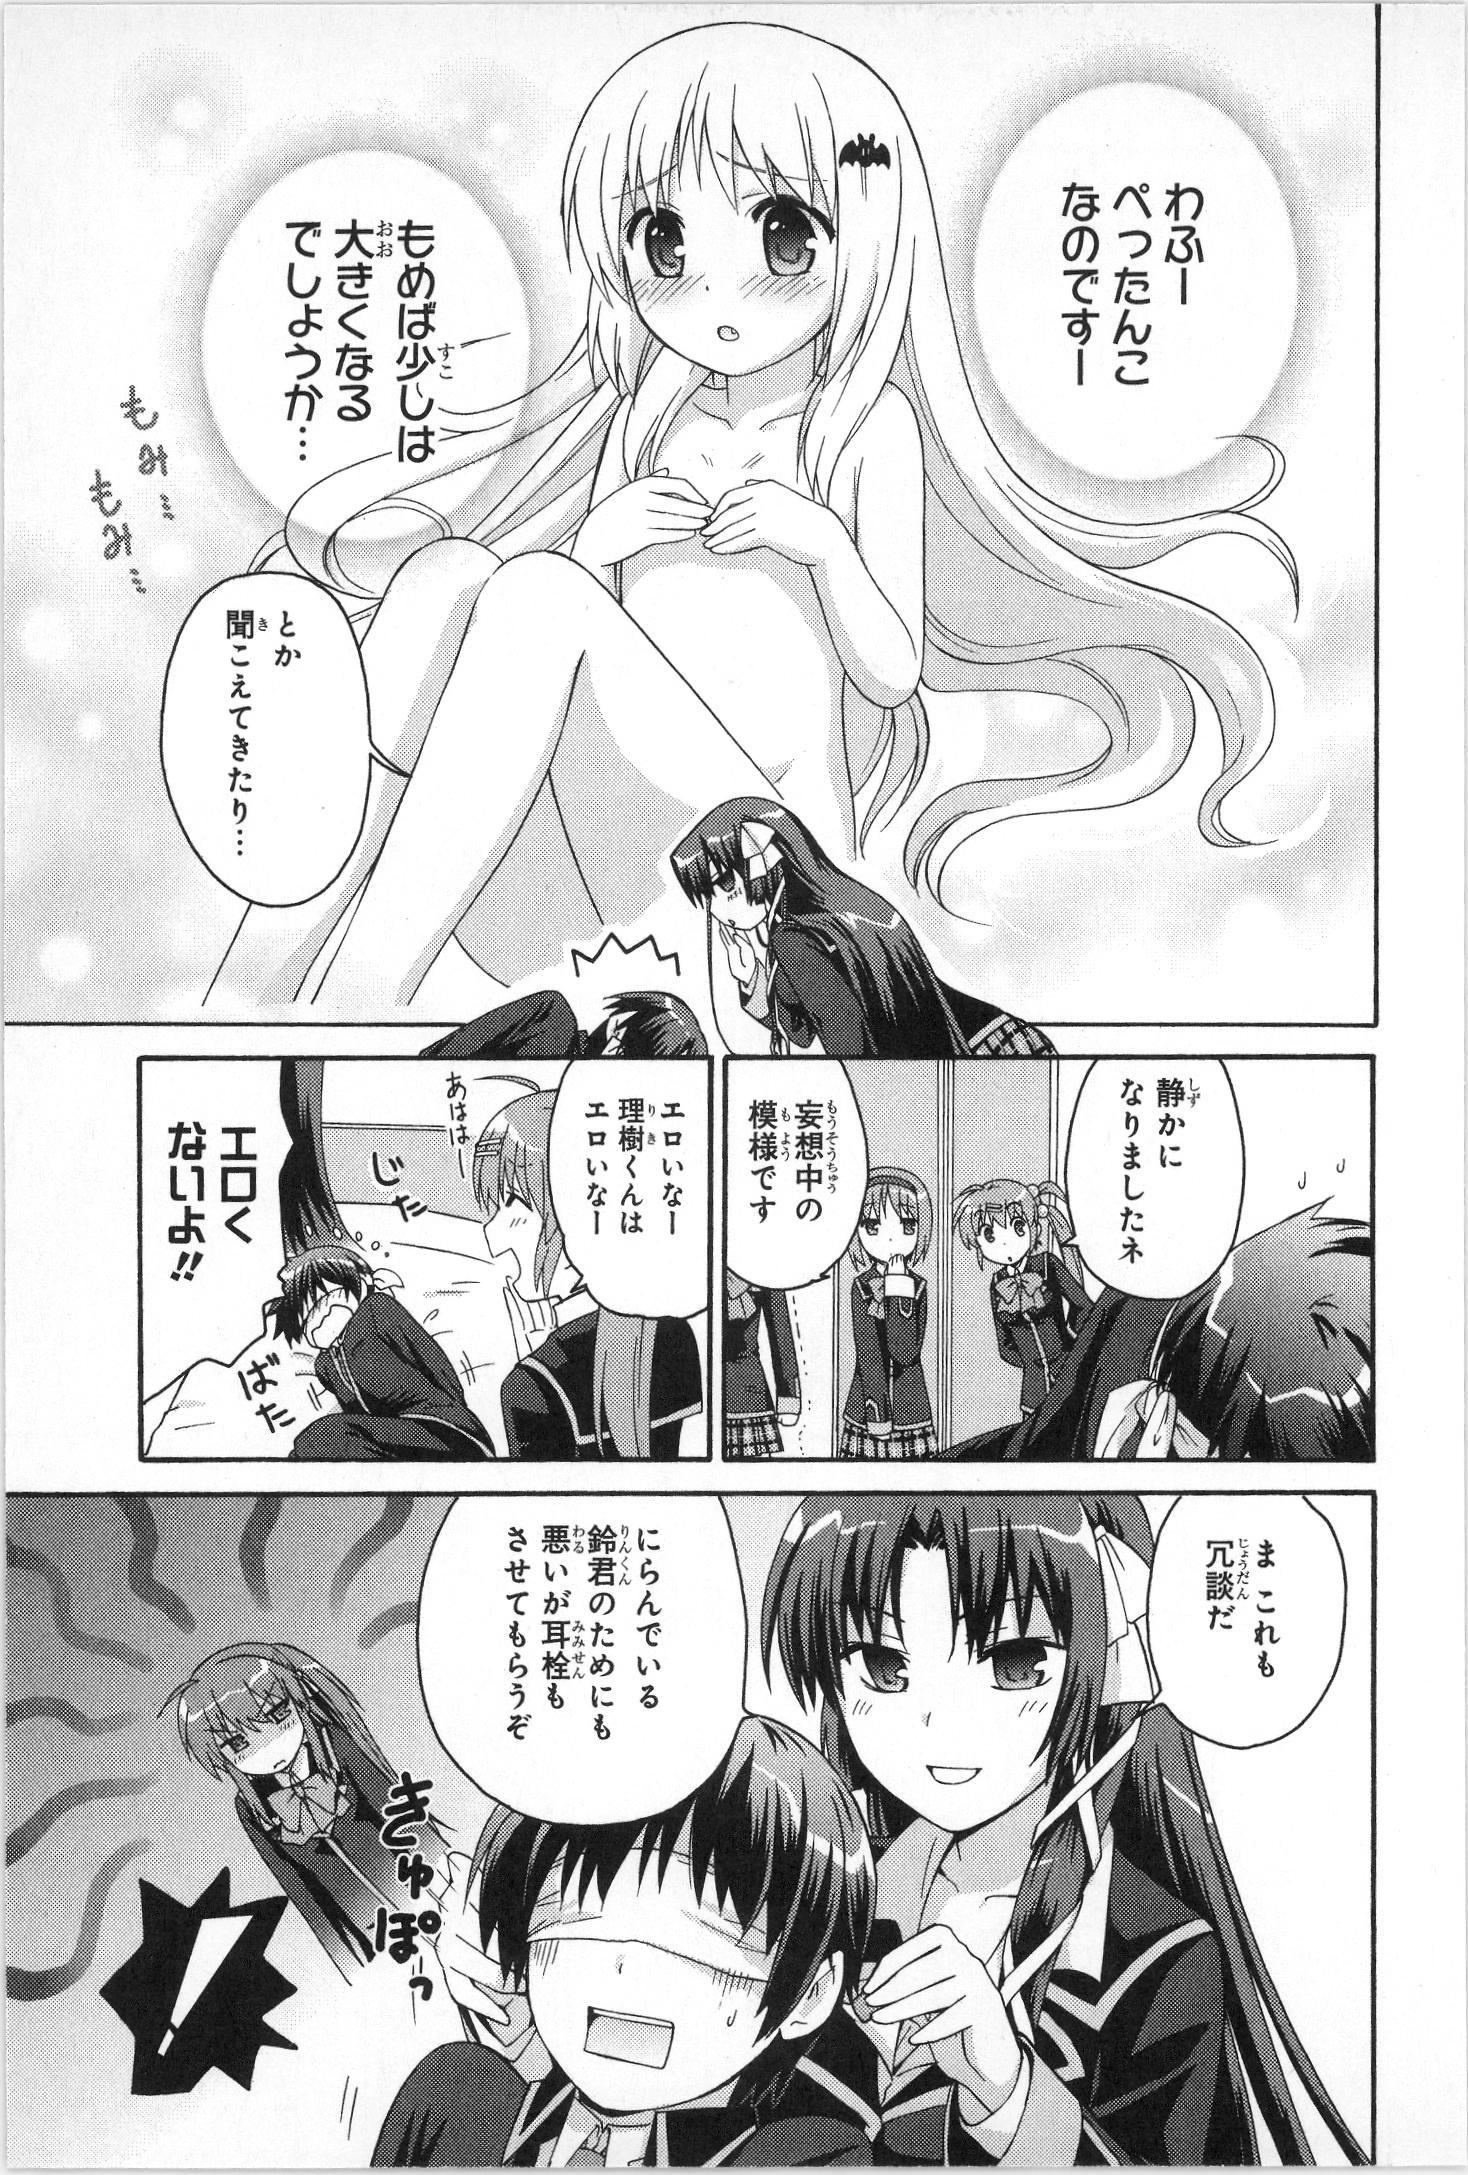 わふー
ぺったんこ
なのですー
もめば少しは
大きくなる
でしょうか…
もみ…
もみ…
とか
聞こえてきたり…
静かに
なりましたネ
妄想中の
模様です
エロいなー
理樹くんは
エロいなー
あははー
じた
ばた
エロく
ないよ!!
ま これも
冗談だ
にらんでいる
鈴君のためにも
悪いが耳栓も
させてもらうぞ
きゅぽっ
!